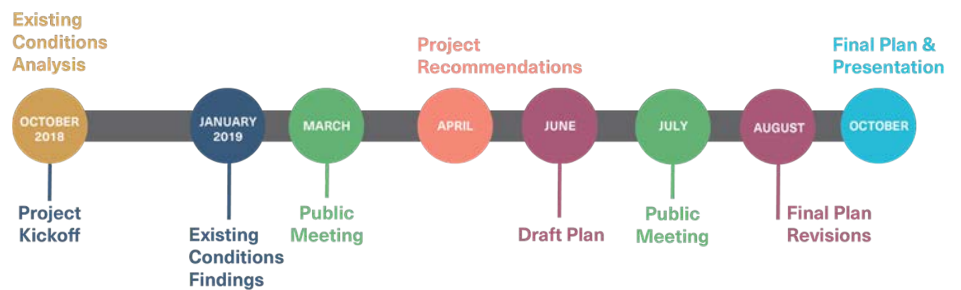 Existing
Conditions
Analysis
Project
Recommendations
Final Plan &
Presentation
OCTOBER
2018
JANUARY
2019
MARCH
APRIL
JUNE
JULY
AUGUST
OCTOBER
Project
Kickoff
Existing
Conditions
Findings
Public
Meeting
Draft Plan
Public
Meeting
Final Plan
Revisions